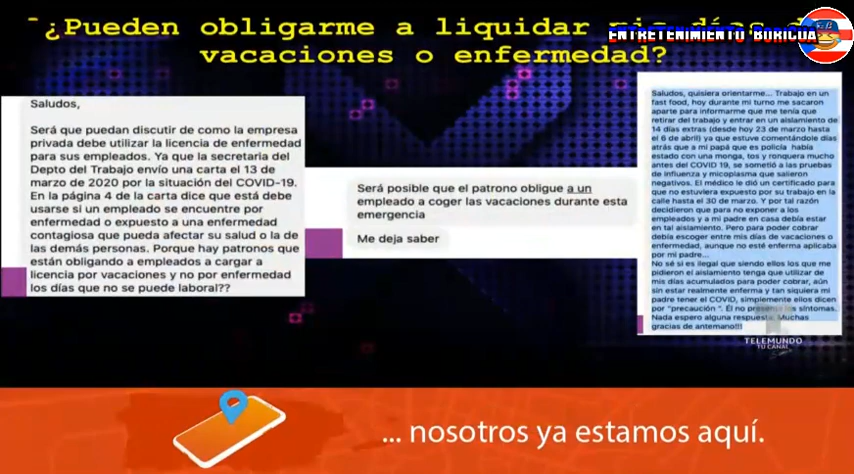 ¿Pueden obligarme a liquidar mis días de
vacaciones o enfermedad?
ENTRETENIMIENTO BORICUA
Saludos,
Será que puedan discutir de como la empresa
privada debe utilizar la licencia de enfermedad
para sus empleados. Ya que la secretaria del
Depto del Trabajo envío una carta el 13 de
marzo de 2020 por la situación del COVID-19.
En la página 4 de la carta dice que está debe
usarse si un empleado se encuentre por
enfermedad o expuesto a una enfermedad
contagiosa que pueda afectar su salud o la de
las demás personas. Porque hay patronos que
están obligando a empleados a cargar a
licencia por vacaciones y no por enfermedad
los días que no se puede laboral??
Será posible que el patrono obligue a un
empleado a coger las vacaciones durante esta
emergencia
Me deja saber
Saludos, quisiera orientarme... Trabajo en un
fast food, hoy durante mi turno me sacaron
aparte para informarme que me tenía que
retirar del trabajo y entrar en un aislamiento de
14 días extras (desde hoy 23 de marzo hasta
el 6 de abril) ya que estuve comentándole días
atrás que a mi papá que es policía había
estado con una monga, tos y ronquera mucho
antes del COVID 19, se sometió a las pruebas
de influenza y micoplasma que salieron
negativos. El médico le dió un certificado para
que no estuviera expuesto por su trabajo en la
calle hasta el 30 de marzo. Y por tal razón
decidieron que para no exponer a los
empleados y a mi padre en casa debía estar
en tal aislamiento. Pero para poder cobrar
debía escoger entre mis días de vacaciones o
enfermedad, aunque no esté enferma aplicaba
por mi padre...
No sé si es ilegal que siendo ellos los que me
pidieron el aislamiento tenga que utilizar de
mis días acumulados para poder cobrar, aún
sin estar realmente enferma y tan siquiera mi
padre tener el COVID, simplemente ellos dicen
por "precaución ". Él no presenta los síntomas.
Nada espero alguna respuesta. Muchas
gracias de antemano!!!
TELEMUNDO
TU CANAL
... nosotros ya estamos aquí.